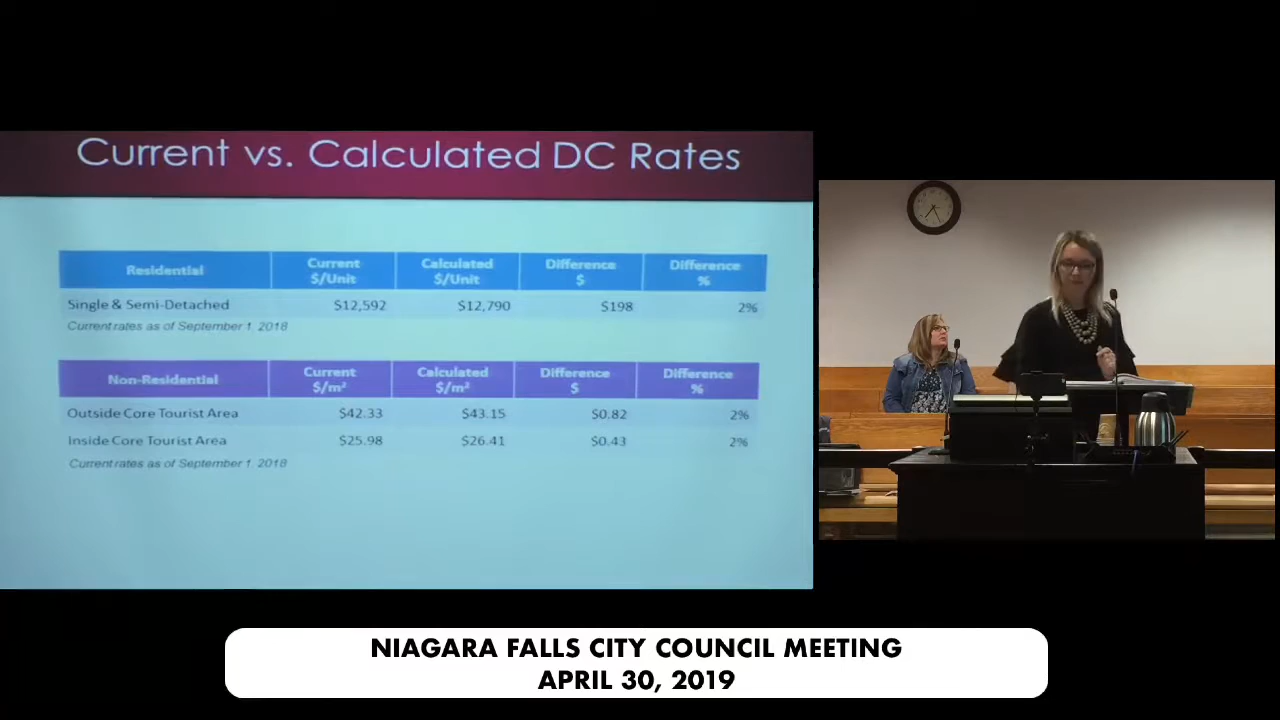 Current vs. Calculated DC Rates
Residential Current $/Unit Calculated $/Unit Difference $ Difference %
Single & Semi-Detached $12,592 $12,790 $198 2%
Current rates as of September 1, 2018
Non-Residential Current $/m² Calculated $/m² Difference $ Difference %
Outside Core Tourist Area $42.33 $43.15 $0.82 2%
Inside Core Tourist Area $25.98 $26.41 $0.43 2%
Current rates as of September 1, 2018
NIAGARA FALLS CITY COUNCIL MEETING
APRIL 30, 2019